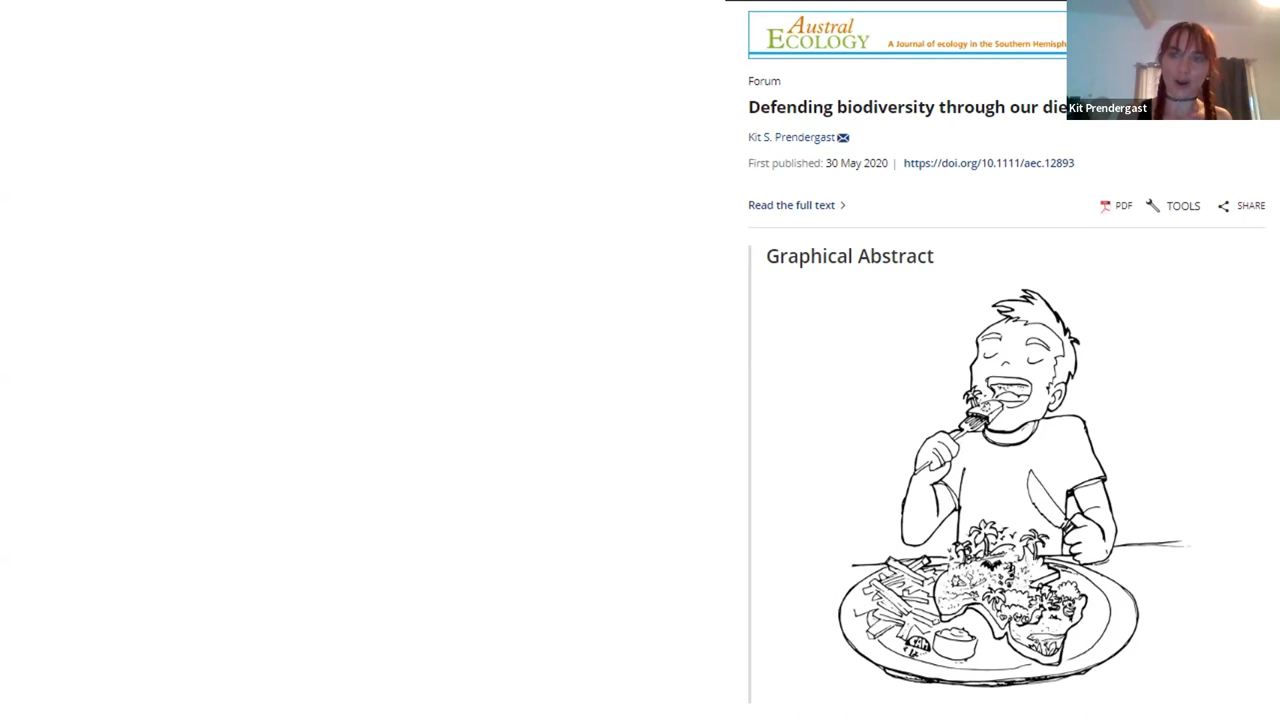 Austral
ECOLOGY
A Journal of ecology in the Southern Hemisph
Forum
Defending biodiversity through our die
Kit Prendergast
Kit S. Prendergast
First published: 30 May 2020 | https://doi.org/10.1111/aec.12893
Read the full text >
PDF TOOLS SHARE
Graphical Abstract